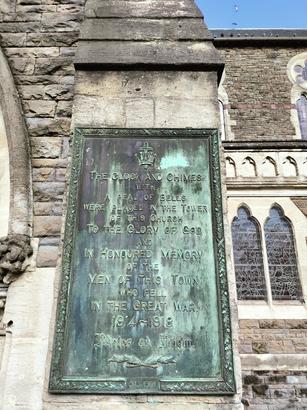 THE CLOCK AND CHIMES
WITH
A PEAL OF BELLS
WERE PLACED IN THE TOWER
OF THIS CHURCH
TO THE GLORY OF GOD
AND
IN HONOURED MEMORY
OF THE
MEN OF THIS TOWN
WHO FELL
IN THE GREAT WAR
1914-1918